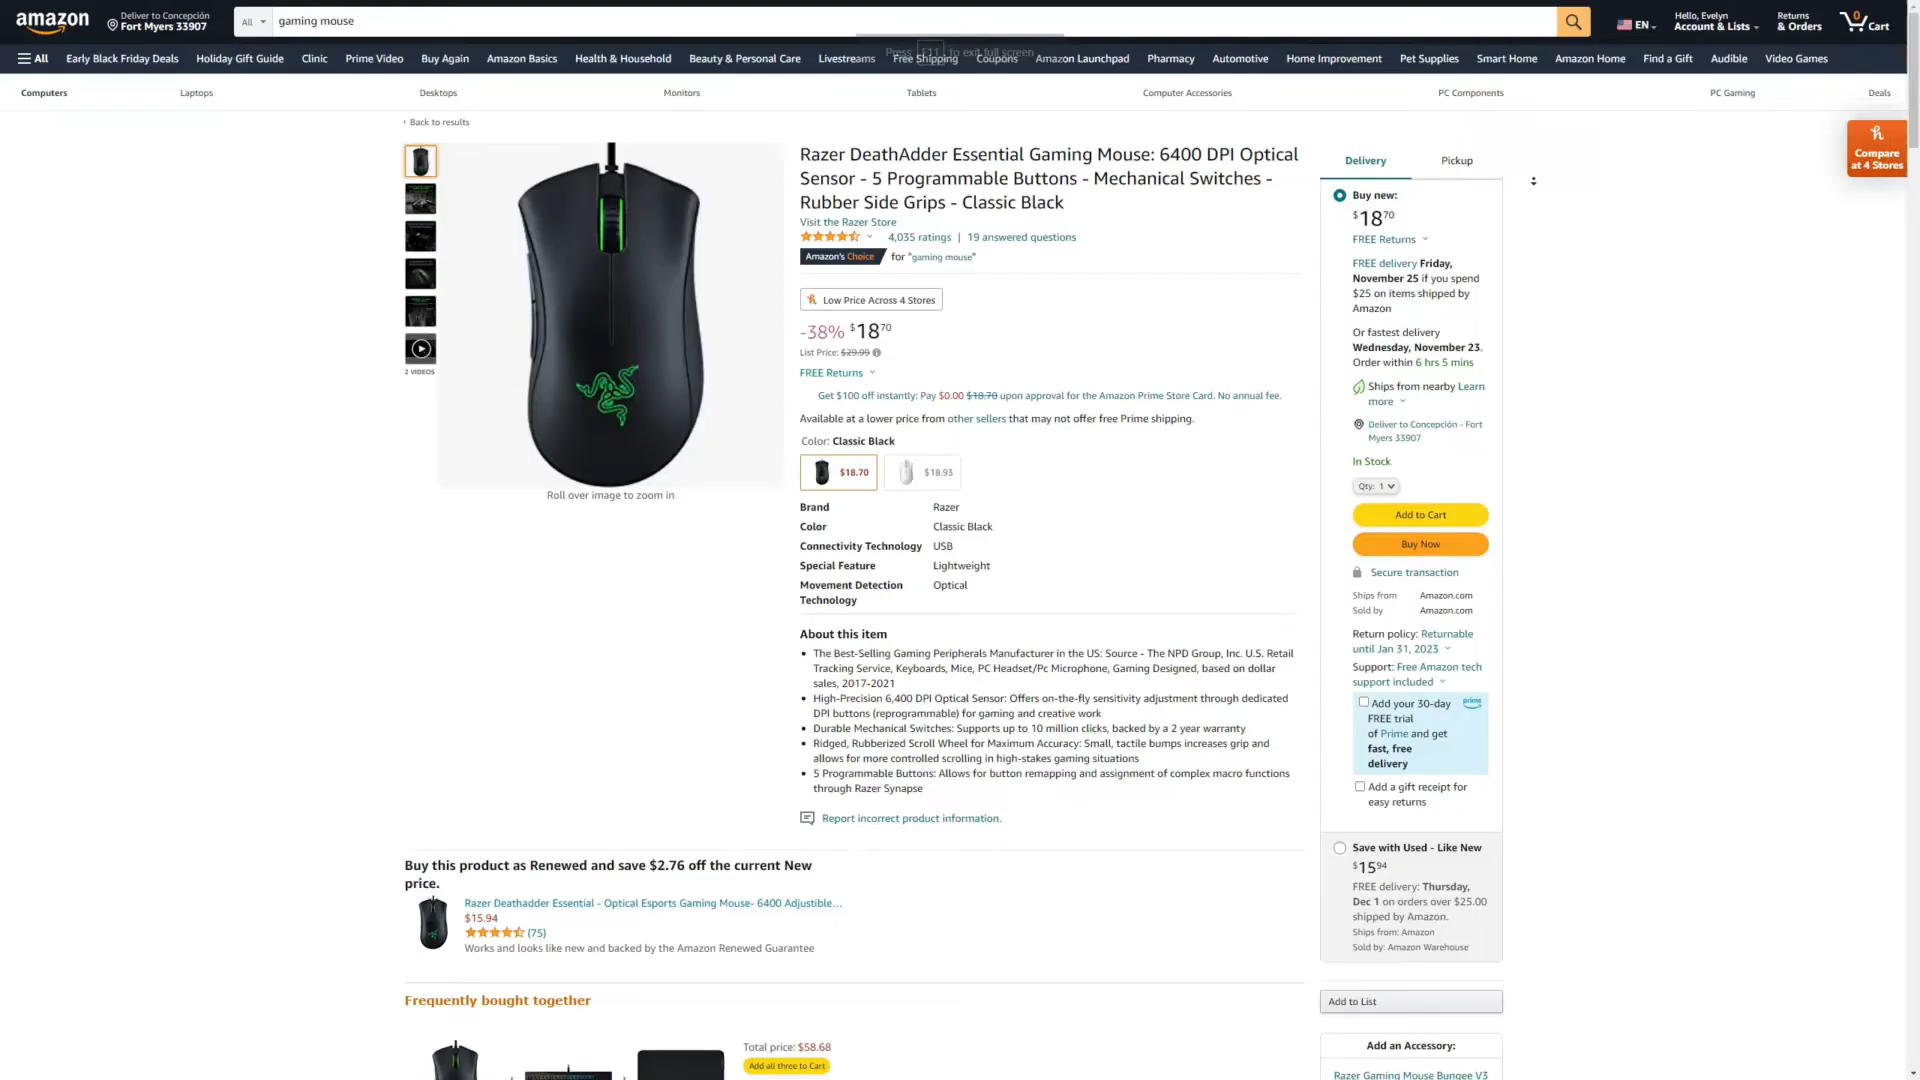 amazon
Deliver to Concepción
Fort Myers 33907
All
gaming mouse
EN
Hello, Evelyn
Account & Lists
Returns
& Orders
0
Cart
Press F11 to exit full screen
All
Early Black Friday Deals
Holiday Gift Guide
Clinic
Prime Video
Buy Again
Amazon Basics
Health & Household
Beauty & Personal Care
Livestreams
Free Shipping
Coupons
Amazon Launchpad
Pharmacy
Automotive
Home Improvement
Pet Supplies
Smart Home
Amazon Home
Find a Gift
Audible
Video Games
Computers
Laptops
Desktops
Monitors
Tablets
Computer Accessories
PC Components
PC Gaming
Deals
‹ Back to results
2 VIDEOS
Roll over image to zoom in
Razer DeathAdder Essential Gaming Mouse: 6400 DPI Optical
Sensor - 5 Programmable Buttons - Mechanical Switches -
Rubber Side Grips - Classic Black
Visit the Razer Store
4,035 ratings | 19 answered questions
Amazon's Choice for "gaming mouse"
Low Price Across 4 Stores
-38% $18 70
List Price: $29.99
FREE Returns
Get $100 off instantly: Pay $0.00 $18.70 upon approval for the Amazon Prime Store Card. No annual fee.
Available at a lower price from other sellers that may not offer free Prime shipping.
Color: Classic Black
$18.70
$18.93
Brand Razer
Color Classic Black
Connectivity Technology USB
Special Feature Lightweight
Movement Detection Optical
Technology
About this item
• The Best-Selling Gaming Peripherals Manufacturer in the US: Source - The NPD Group, Inc. U.S. Retail
Tracking Service, Keyboards, Mice, PC Headset/Pc Microphone, Gaming Designed, based on dollar
sales, 2017-2021
• High-Precision 6,400 DPI Optical Sensor: Offers on-the-fly sensitivity adjustment through dedicated
DPI buttons (reprogrammable) for gaming and creative work
• Durable Mechanical Switches: Supports up to 10 million clicks, backed by a 2 year warranty
• Ridged, Rubberized Scroll Wheel for Maximum Accuracy: Small, tactile bumps increases grip and
allows for more controlled scrolling in high-stakes gaming situations
• 5 Programmable Buttons: Allows for button remapping and assignment of complex macro functions
through Razer Synapse
Report incorrect product information.
Buy this product as Renewed and save $2.76 off the current New
price.
Razer Deathadder Essential - Optical Esports Gaming Mouse- 6400 Adjustible…
$15.94
(75)
Works and looks like new and backed by the Amazon Renewed Guarantee
Frequently bought together
Total price: $58.68
Add all three to Cart
Delivery
Pickup
Buy new:
$18 70
FREE Returns
FREE delivery Friday,
November 25 if you spend
$25 on items shipped by
Amazon
Or fastest delivery
Wednesday, November 23.
Order within 6 hrs 5 mins
Ships from nearby Learn
more
Deliver to Concepción - Fort
Myers 33907
In Stock
Qty: 1
Add to Cart
Buy Now
Secure transaction
Ships from Amazon.com
Sold by Amazon.com
Return policy: Returnable
until Jan 31, 2023
Support: Free Amazon tech
support included
Add your 30-day
prime
FREE trial
of Prime and get
fast, free
delivery
Add a gift receipt for
easy returns
Save with Used - Like New
$15 94
FREE delivery: Thursday,
Dec 1 on orders over $25.00
shipped by Amazon.
Ships from: Amazon
Sold by: Amazon Warehouse
Add to List
Add an Accessory:
Razer Gaming Mouse Bungee V3
h
Compare
at 4 Stores